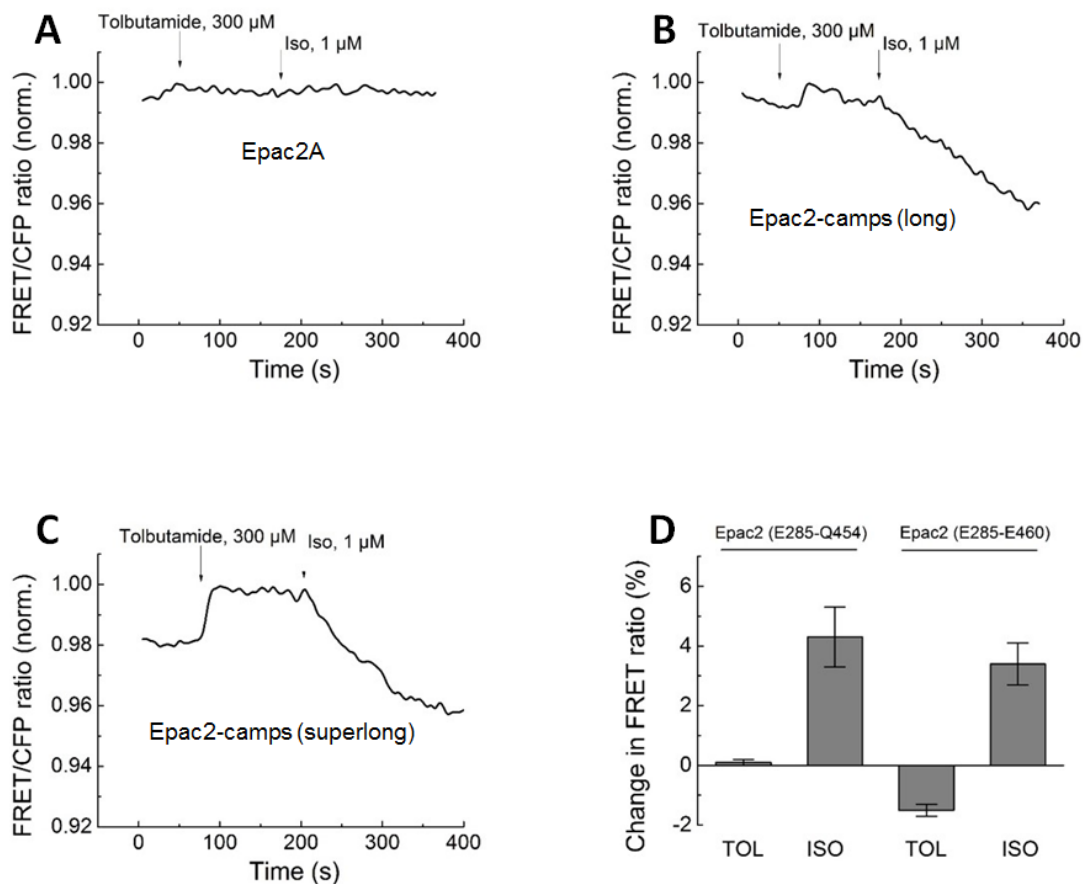 A
Tolbutamide, 300 µM
Iso, 1 µM
1.00
0.98
0.96
0.94
0.92
FRET/CFP ratio (norm.)
Epac2A
0
100
200
300
400
Time (s)
B
Tolbutamide, 300 µM
Iso, 1 µM
1.00
0.98
0.96
0.94
0.92
FRET/CFP ratio (norm.)
Epac2-camps (long)
0
100
200
300
400
Time (s)
C
Tolbutamide, 300 µM
Iso, 1 µM
1.00
0.98
0.96
0.94
0.92
FRET/CFP ratio (norm.)
Epac2-camps (superlong)
0
100
200
300
400
Time (s)
D
Epac2 (E285-Q454)
Epac2 (E285-E460)
6
4
2
0
-2
Change in FRET ratio (%)
TOL
ISO
TOL
ISO